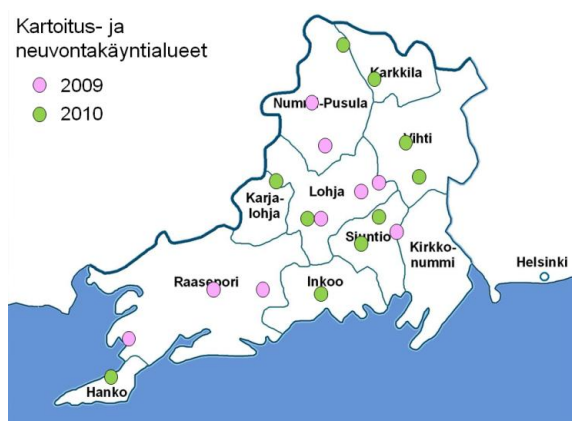 Kartoitus- ja
neuvontakäyntialueet
2009
2010
Karkkila
Nummi-Pusula
Vihti
Lohja
Karja-
lohja
Siuntio
Kirkko-
nummi
Helsinki
Raasepori
Inkoo
Hanko